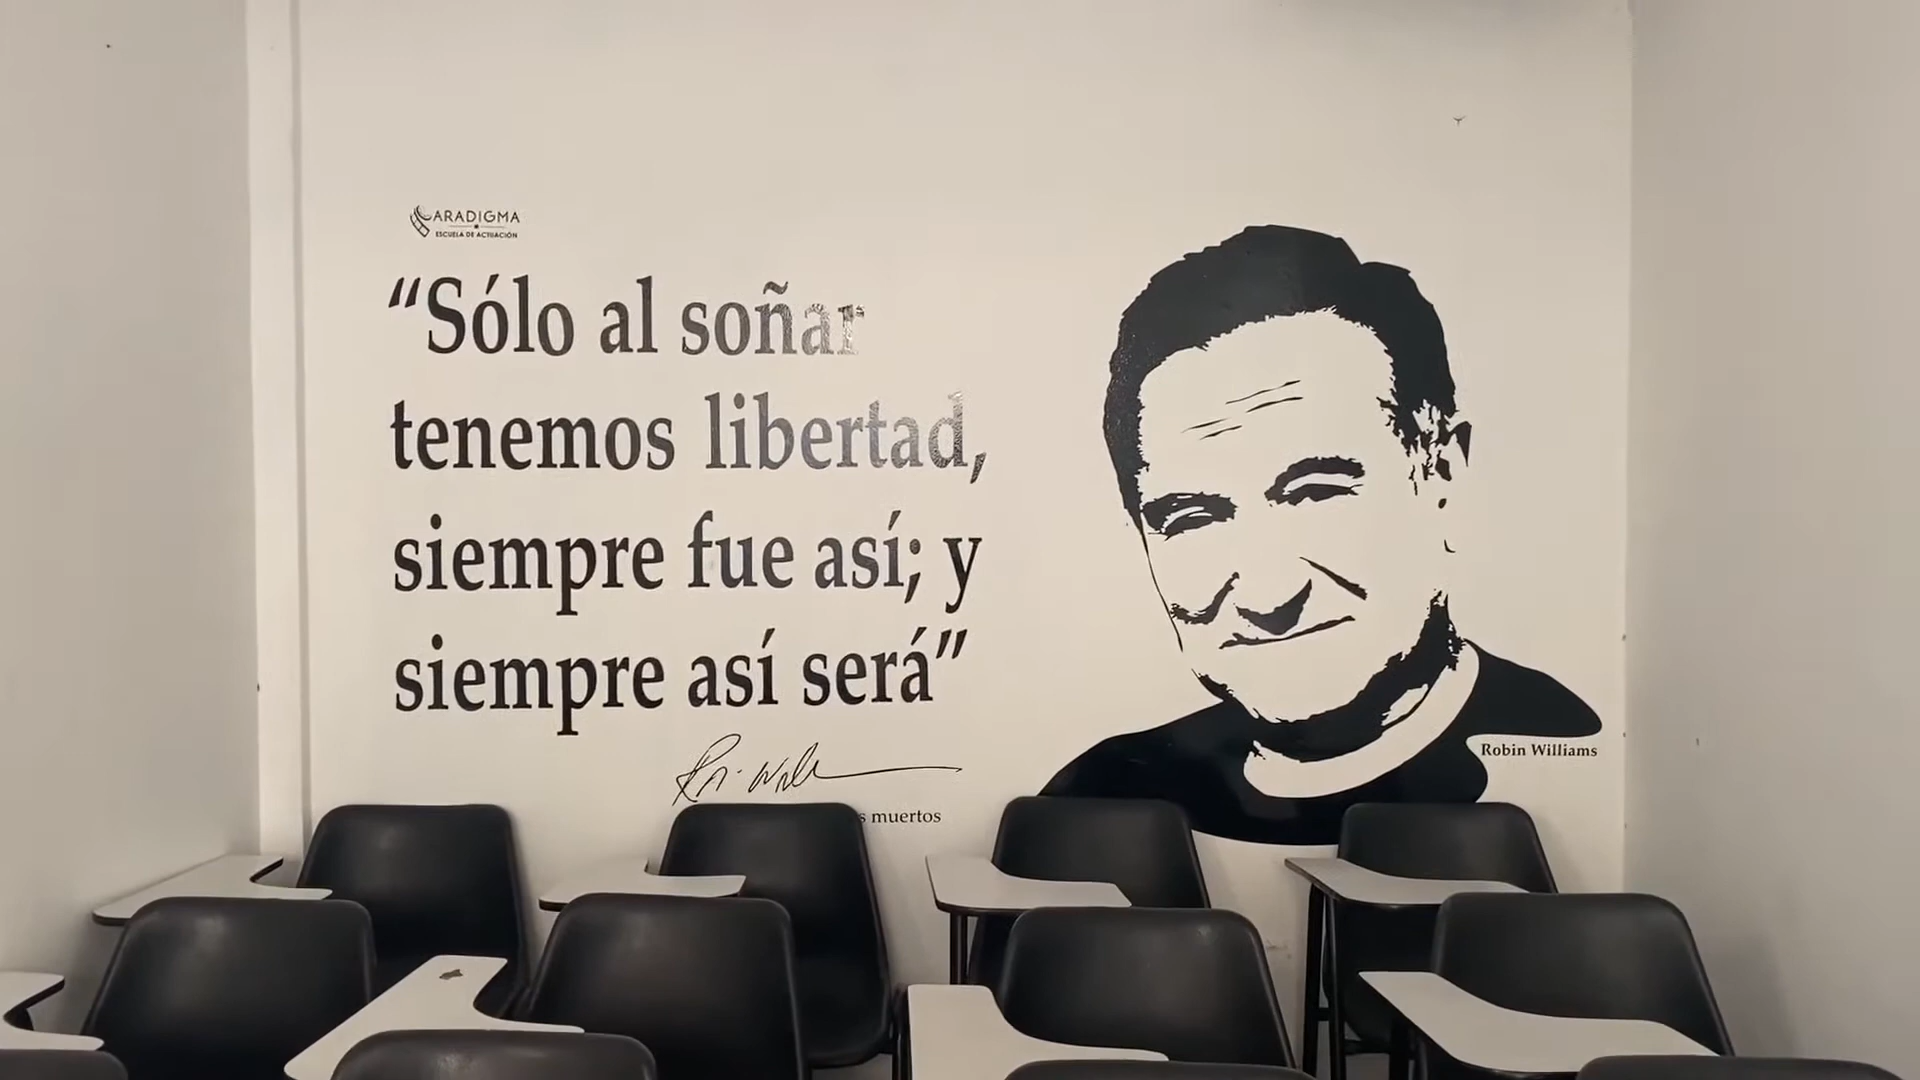 ARADIGMA
ESCUELA DE ACTUACIÓN
“Sólo al soñar
tenemos libertad,
siempre fue así; y
siempre así será”
muertos
Robin Williams